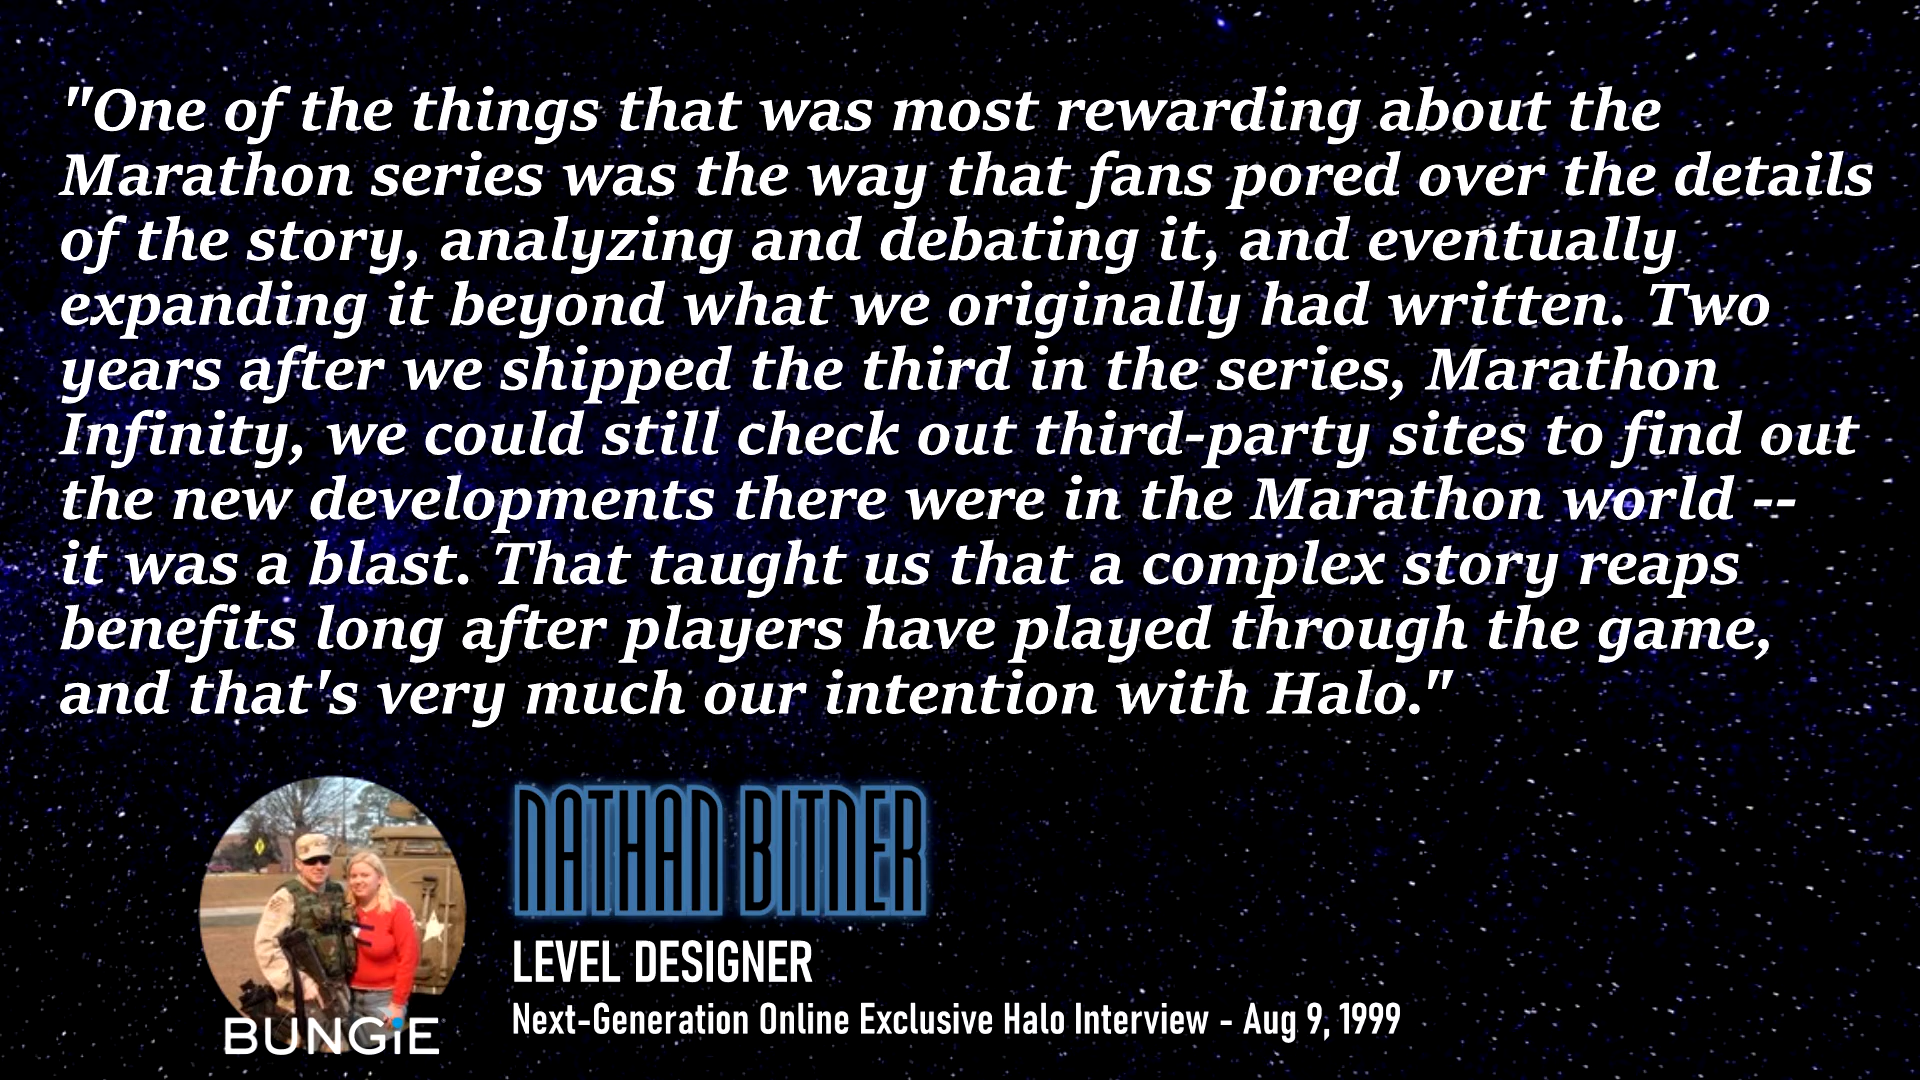 "One of the things that was most rewarding about the
Marathon series was the way that fans pored over the details
of the story, analyzing and debating it, and eventually
expanding it beyond what we originally had written. Two
years after we shipped the third in the series, Marathon
Infinity, we could still check out third-party sites to find out
the new developments there were in the Marathon world --
it was a blast. That taught us that a complex story reaps
benefits long after players have played through the game,
and that's very much our intention with Halo."
NATHAN BITNER
LEVEL DESIGNER
Next-Generation Online Exclusive Halo Interview - Aug 9, 1999
BUNGiE